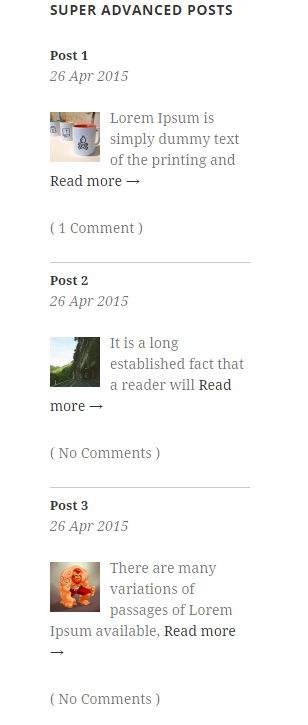 SUPER ADVANCED POSTS
Post 1
26 Apr 2015
Lorem Ipsum is
simply dummy text
of the printing and
Read more →
( 1 Comment )
Post 2
26 Apr 2015
It is a long
established fact that
a reader will Read
more →
( No Comments )
Post 3
26 Apr 2015
There are many
variations of
passages of Lorem
Ipsum available, Read more
→
( No Comments )